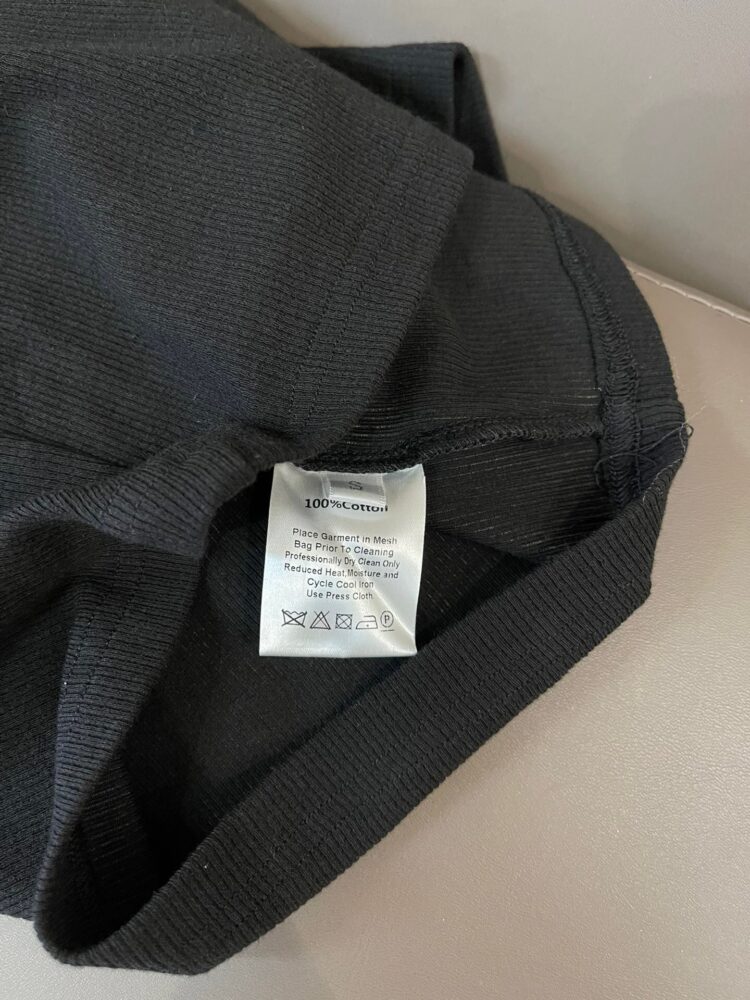 100%Cotton
Place Garment in Mesh
Bag Prior To Cleaning
Professionally Dry Clean Only
Reduced Heat,Moisture and
Cycle Cool Iron
Use Press Cloth
P